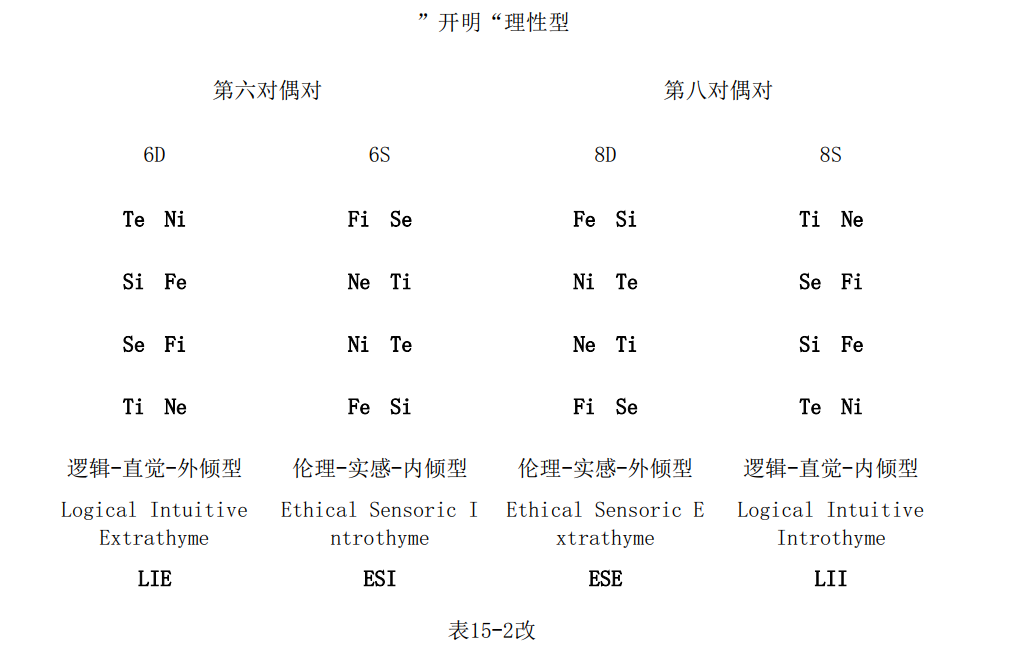 ”开明“理性型
第六对偶对 第八对偶对
6D 6S 8D 8S
Te Ni Fi Se Fe Si Ti Ne
Si Fe Ne Ti Ni Te Se Fi
Se Fi Ni Te Ne Ti Si Fe
Ti Ne Fe Si Fi Se Te Ni
逻辑-直觉-外倾型 伦理-实感-内倾型 伦理-实感-外倾型 逻辑-直觉-内倾型
Logical Intuitive Ethical Sensoric I Ethical Sensoric E Logical Intuitive
Extrathyme ntrothyme xtrathyme Introthyme
LIE ESI ESE LII
表15-2改